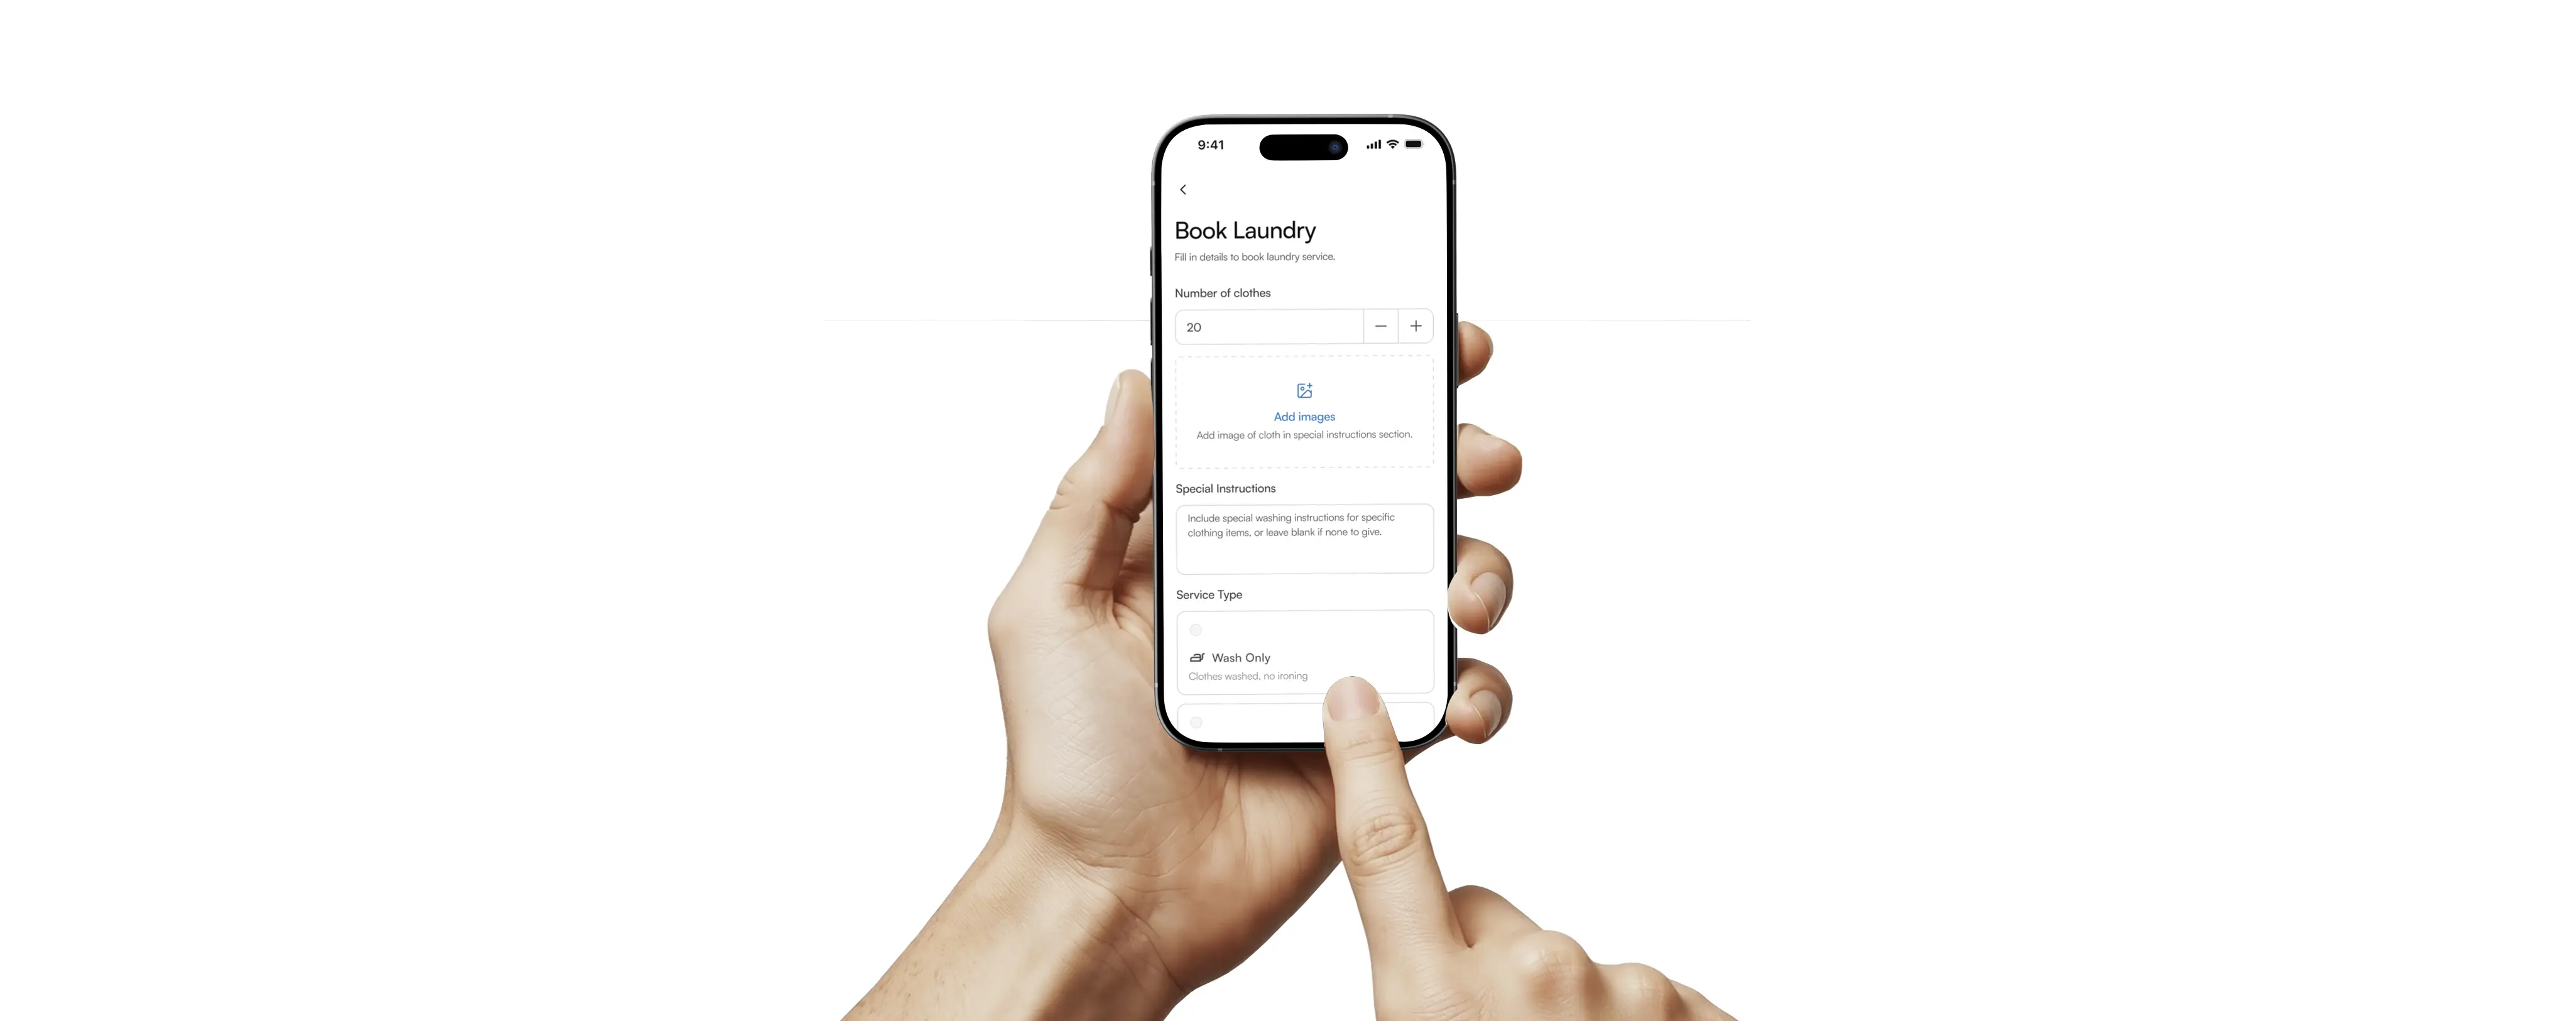 9:41
Book Laundry
Fill in details to book laundry service.
Number of clothes
20
Add images
Add image of cloth in special instructions section.
Special Instructions
Include special washing instructions for specific
clothing items, or leave blank if none to give.
Service Type
Wash Only
Clothes washed, no ironing